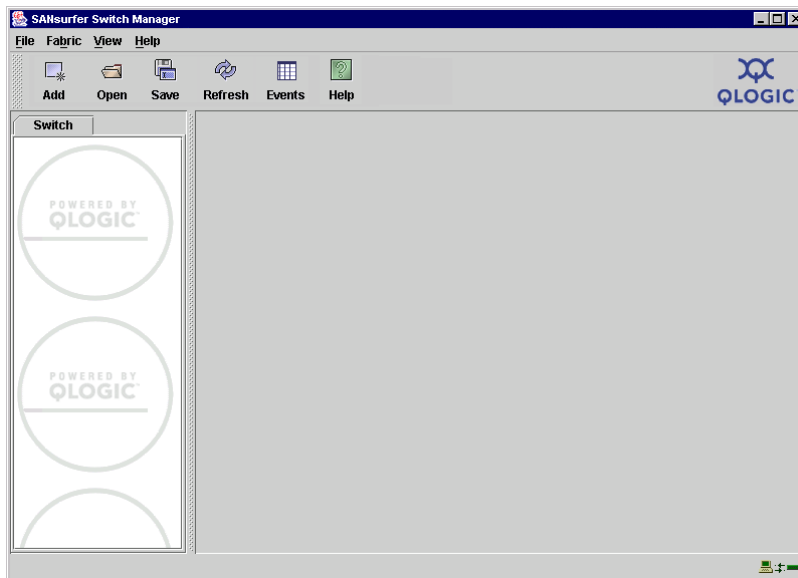 SANsurfer Switch Manager
File Fabric View Help
Add Open Save Refresh Events Help
QLOGIC
Switch
POWERED BY
QLOGIC
POWERED BY
QLOGIC